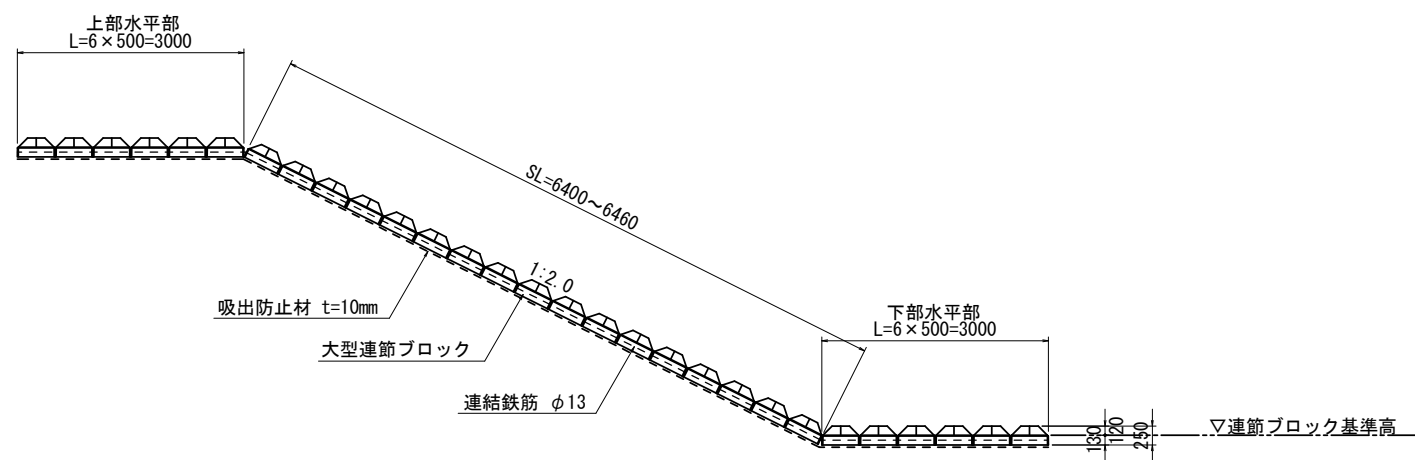 上部水平部
L=6×500=3000
SL=6400～6460
1:2.0
吸出防止材 t=10mm
大型連節ブロック
連結鉄筋 φ13
下部水平部
L=6×500=3000
130
120
250
▽連節ブロック基準高